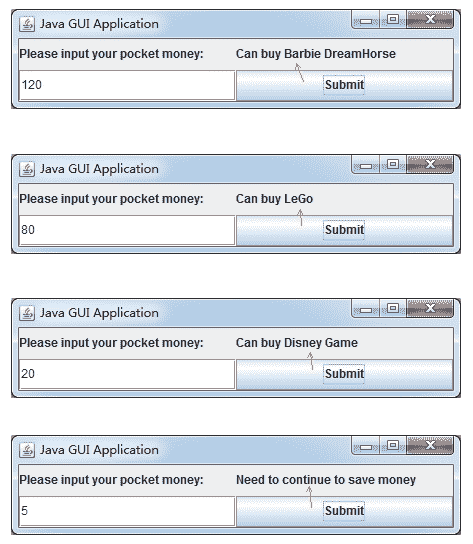 Java GUI Application
Please input your pocket money: Can buy Barbie DreamHorse
120 Submit
Java GUI Application
Please input your pocket money: Can buy LeGo
80 Submit
Java GUI Application
Please input your pocket money: Can buy Disney Game
20 Submit
Java GUI Application
Please input your pocket money: Need to continue to save money
5 Submit